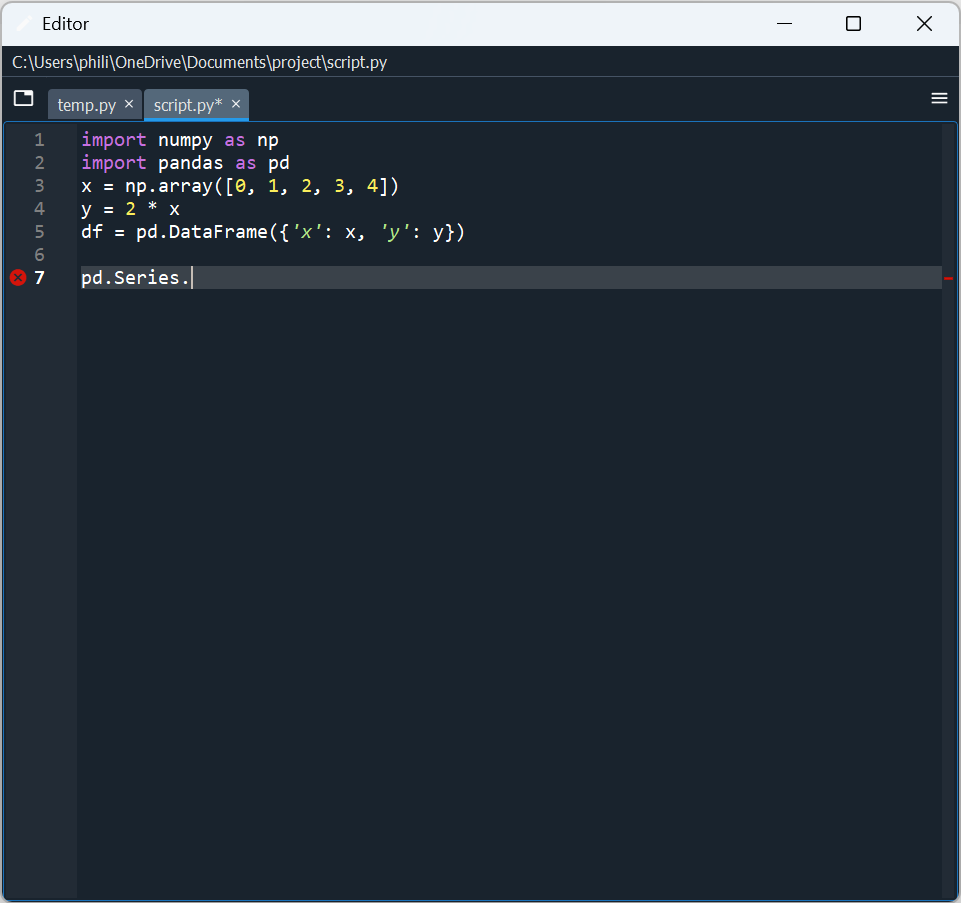 Editor
C:\Users\phili\OneDrive\Documents\project\script.py
temp.py × script.py* ×
1 import numpy as np
2 import pandas as pd
3 x = np.array([0, 1, 2, 3, 4])
4 y = 2 * x
5 df = pd.DataFrame({'x': x, 'y': y})
6
7 pd.Series.